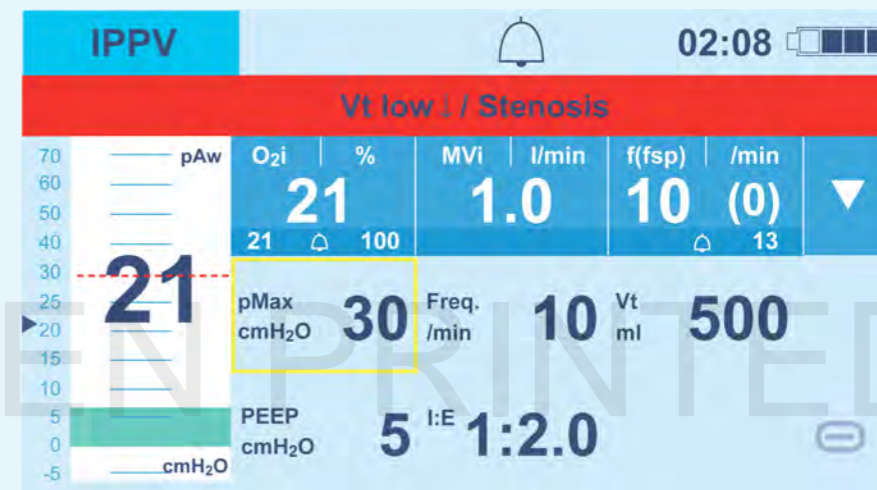 IPPV 02:08
Vt low ⤓ / Stenosis
pAw O₂i % MVi l/min f(fsp) /min
21 1.0 10 (0)
21 100 13
70
60
50
40
30
25
20
15
10
5
0
-5
21
pMax cmH₂O 30 Freq. /min 10 Vt ml 500
PEEP cmH₂O 5 I:E 1:2.0
cmH₂O
EN PRINTED